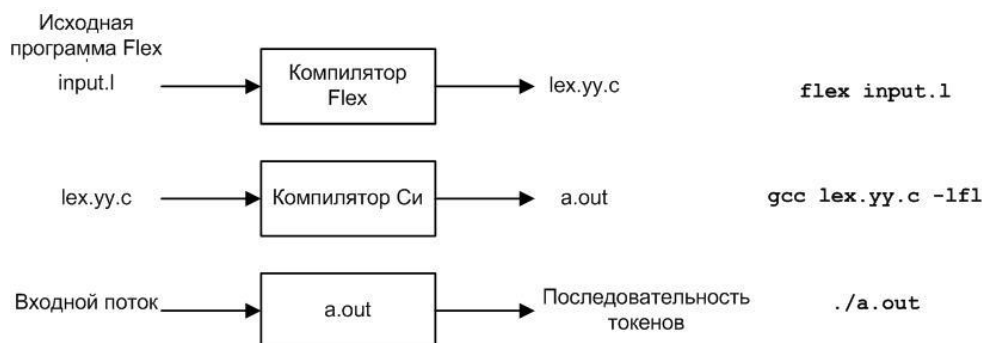 Исходная
программа Flex
input.l
Компилятор
Flex
lex.yy.c
flex input.l
lex.yy.c
Компилятор Си
a.out
gcc lex.yy.c -lfl
Входной поток
a.out
Последовательность
токенов
./a.out